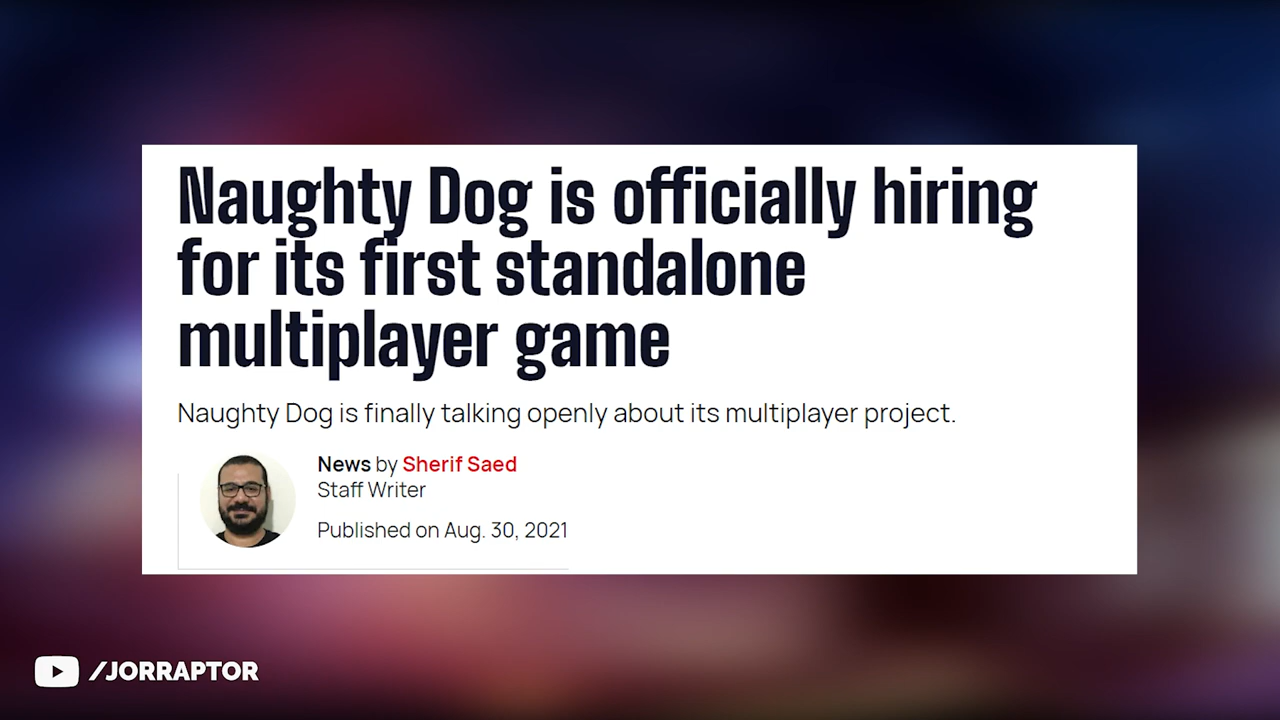 Naughty Dog is officially hiring
for its first standalone
multiplayer game
Naughty Dog is finally talking openly about its multiplayer project.
News by Sherif Saed
Staff Writer
Published on Aug. 30, 2021
/JORRAPTOR